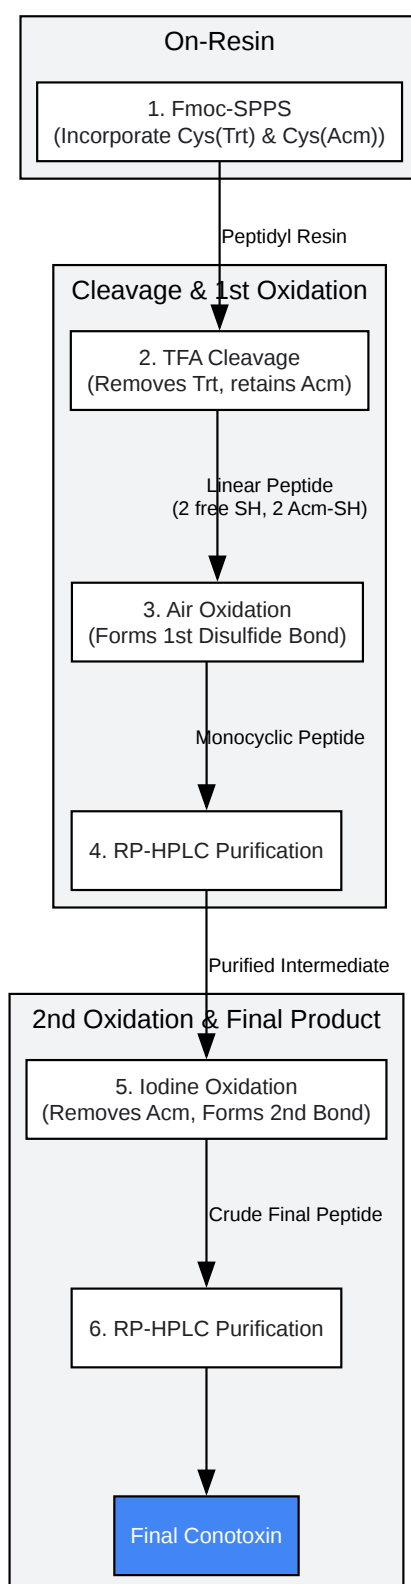 On-Resin
1. Fmoc-SPPS
(Incorporate Cys(Trt) & Cys(Acm))
Peptidyl Resin
Cleavage & 1st Oxidation
2. TFA Cleavage
(Removes Trt, retains Acm)
Linear Peptide
(2 free SH, 2 Acm-SH)
3. Air Oxidation
(Forms 1st Disulfide Bond)
Monocyclic Peptide
4. RP-HPLC Purification
Purified Intermediate
2nd Oxidation & Final Product
5. Iodine Oxidation
(Removes Acm, Forms 2nd Bond)
Crude Final Peptide
6. RP-HPLC Purification
Final Conotoxin